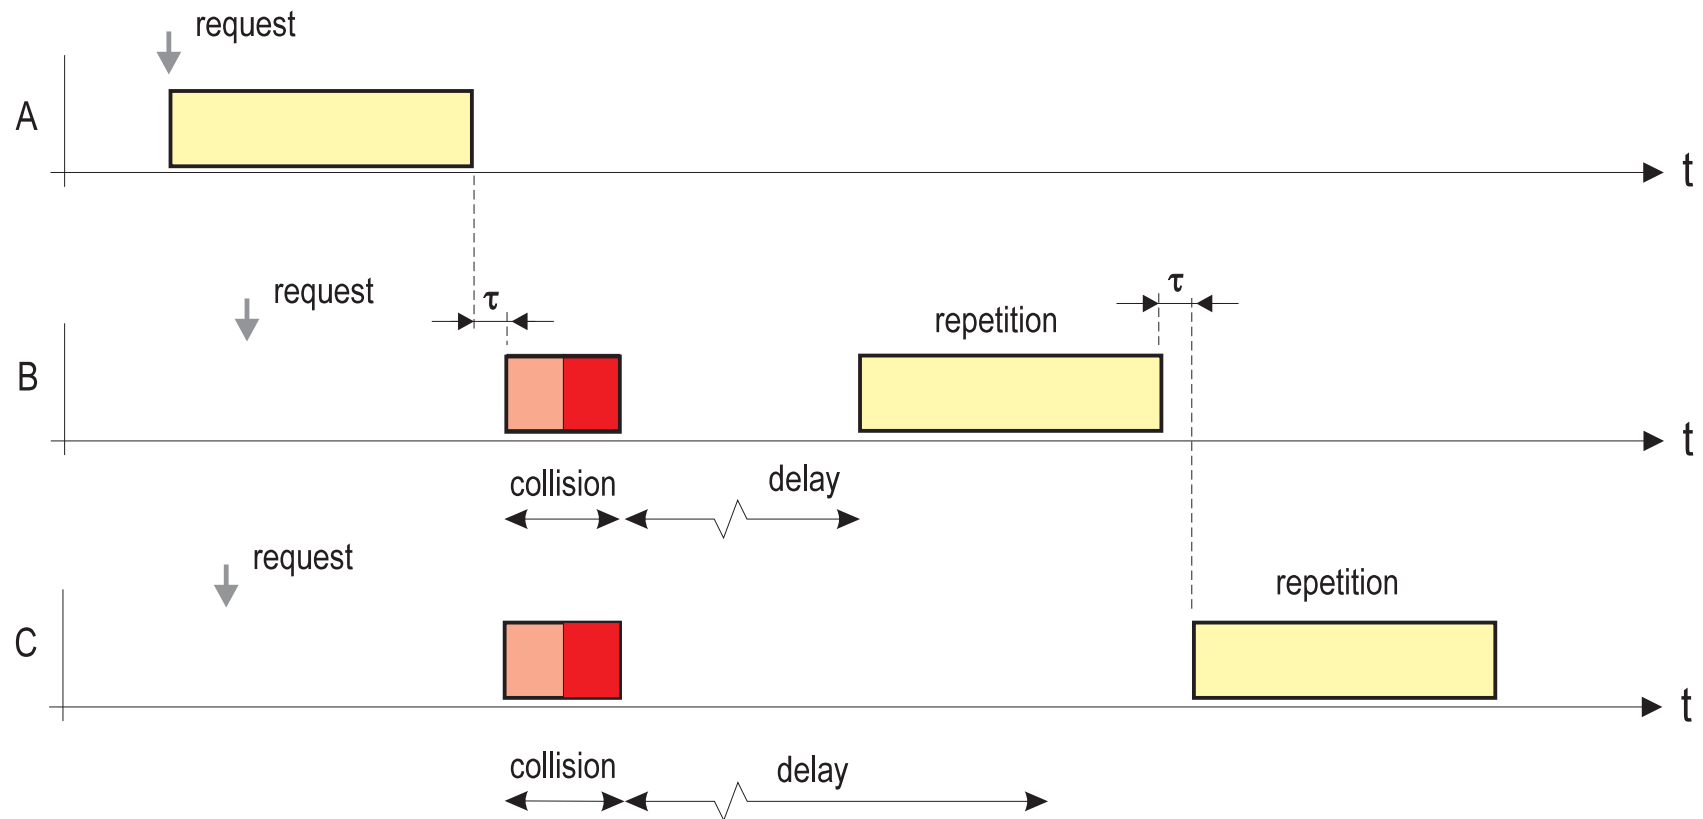 request
A
t
request
τ
τ
repetition
B
t
collision
delay
request
repetition
C
t
collision
delay